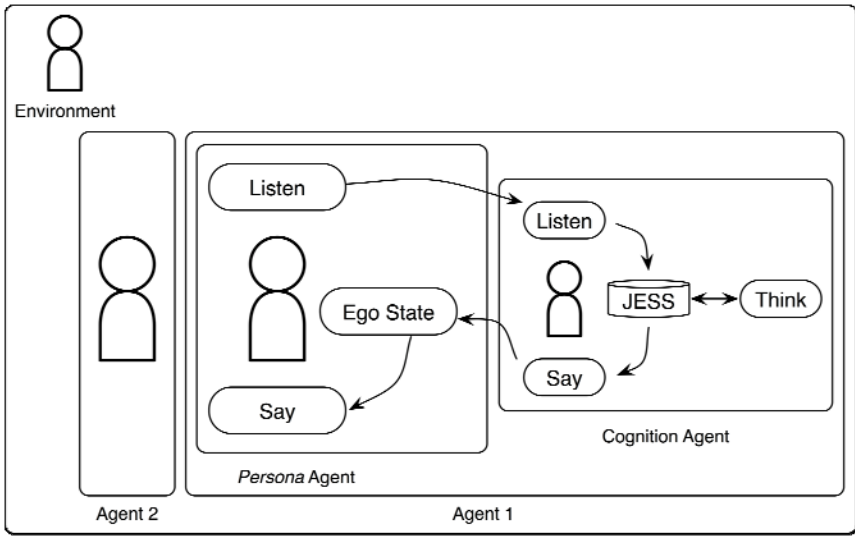 Environment
Listen
Listen
JESS
Think
Ego State
Say
Say
Cognition Agent
Persona Agent
Agent 2
Agent 1